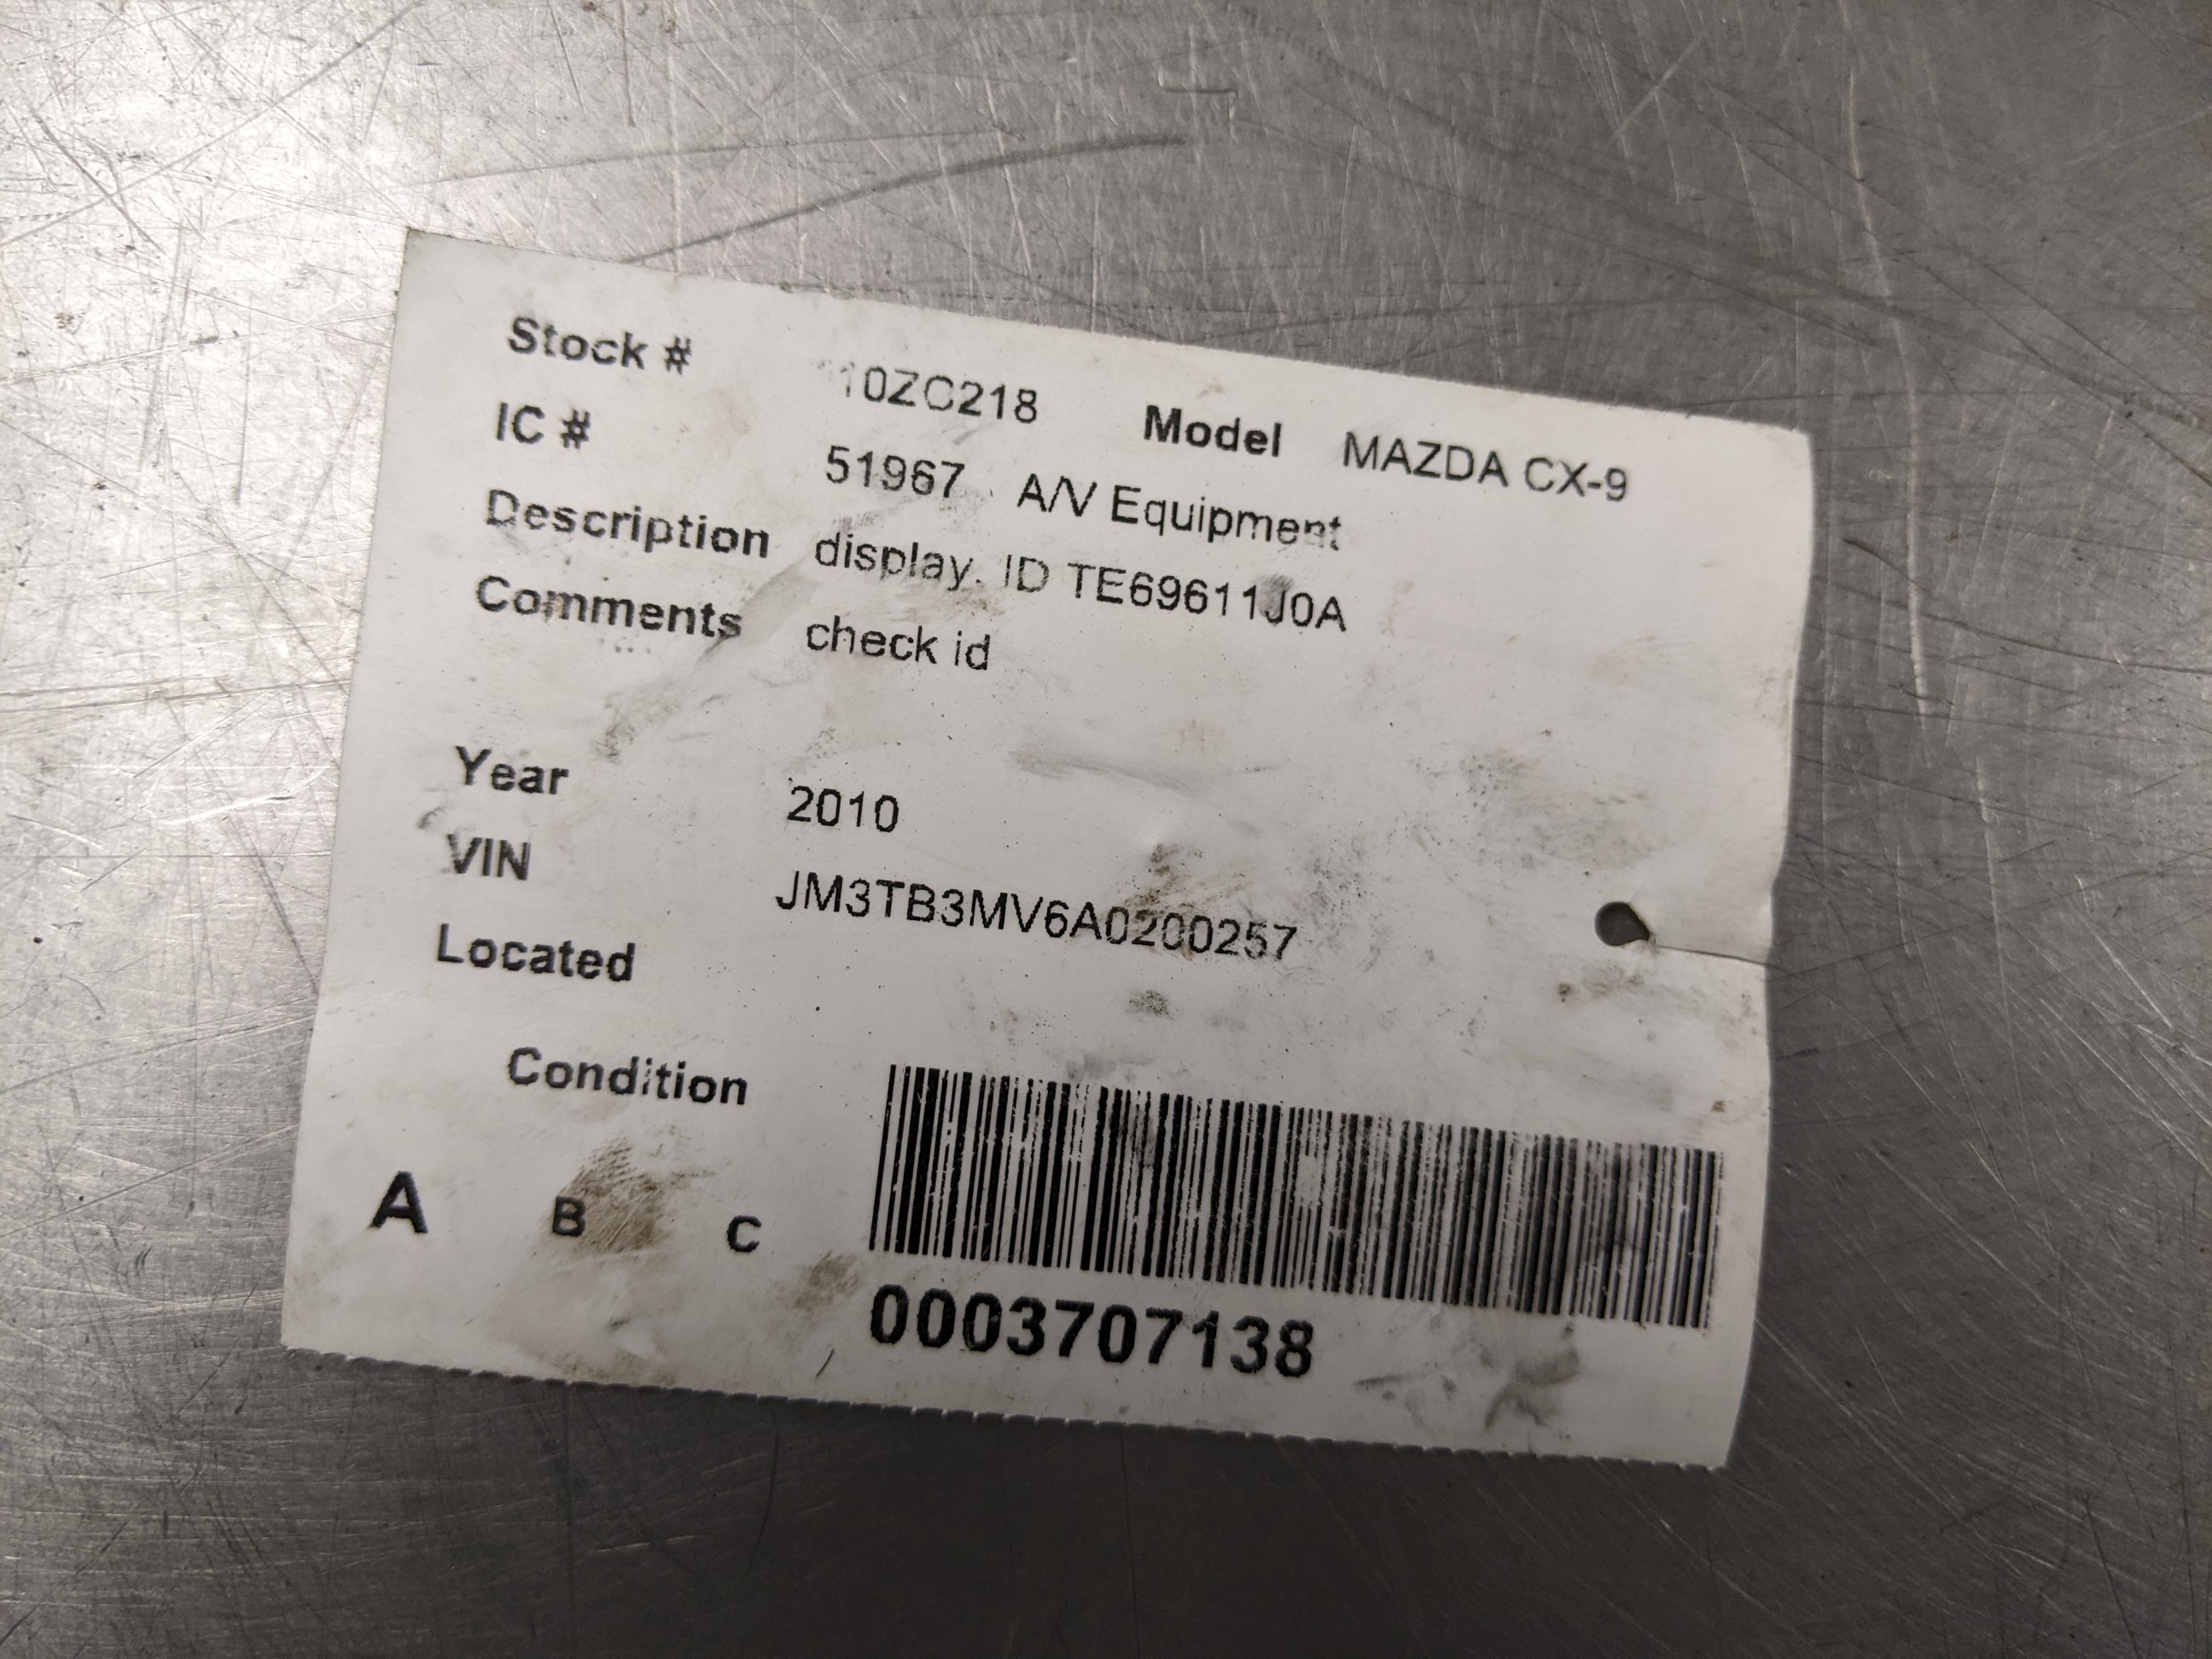 Stock # 10ZC218 Model MAZDA CX-9
IC # 51967 A/V Equipment
Description display. ID TE69611J0A
Comments check id
Year 2010
VIN JM3TB3MV6A0200257
Located
Condition
A B C
0003707138